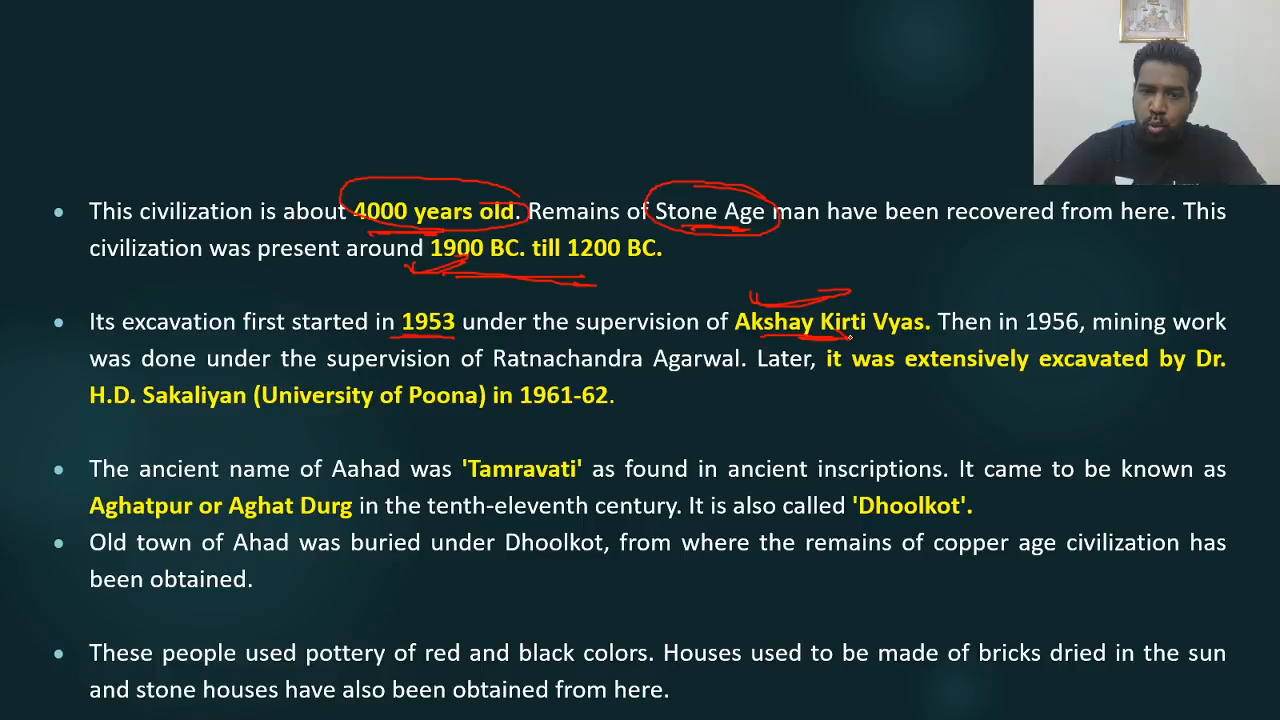 This civilization is about 4000 years old. Remains of Stone Age man have been recovered from here. This
civilization was present around 1900 BC. till 1200 BC.
Its excavation first started in 1953 under the supervision of Akshay Kirti Vyas. Then in 1956, mining work
was done under the supervision of Ratnachandra Agarwal. Later, it was extensively excavated by Dr.
H.D. Sakaliyan (University of Poona) in 1961-62.
The ancient name of Aahad was 'Tamravati' as found in ancient inscriptions. It came to be known as
Aghatpur or Aghat Durg in the tenth-eleventh century. It is also called 'Dhoolkot'.
Old town of Ahad was buried under Dhoolkot, from where the remains of copper age civilization has
been obtained.
These people used pottery of red and black colors. Houses used to be made of bricks dried in the sun
and stone houses have also been obtained from here.